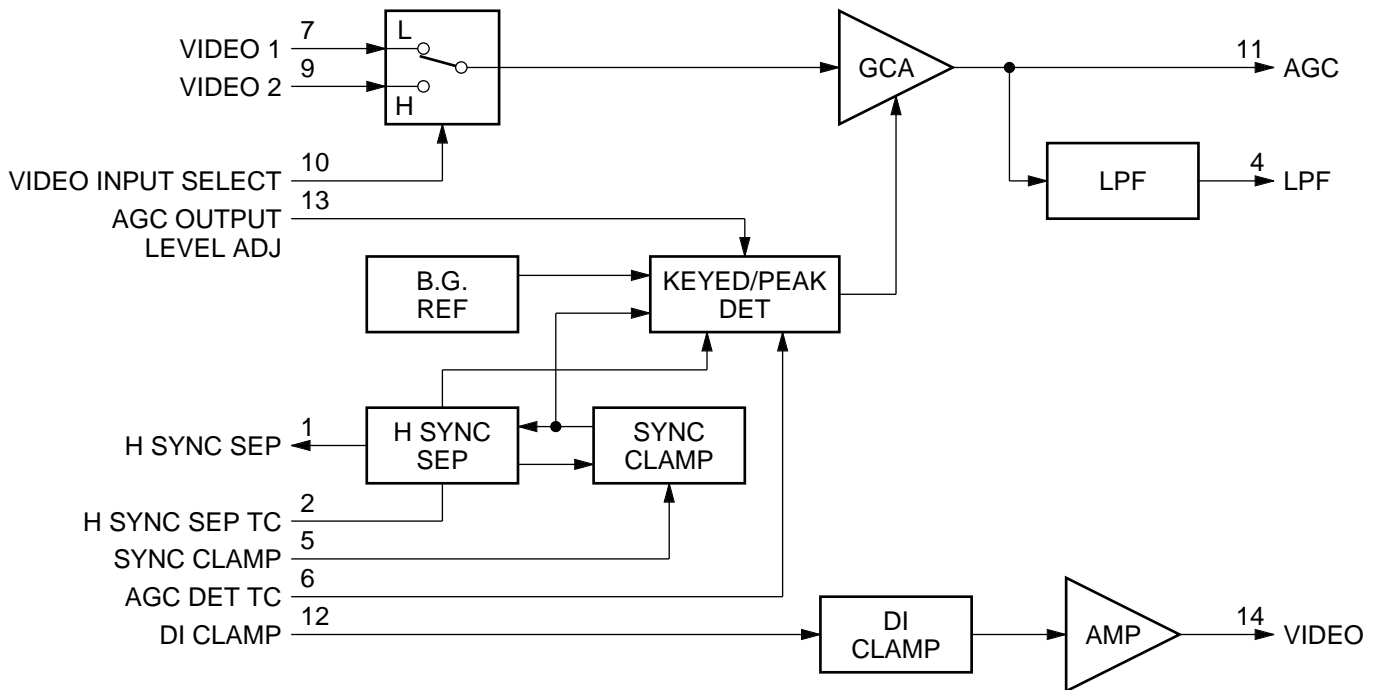 7
VIDEO 1
9
VIDEO 2
L
H
GCA
11
AGC
10
VIDEO INPUT SELECT
LPF
4
LPF
13
AGC OUTPUT
LEVEL ADJ
B.G.
REF
KEYED/PEAK
DET
1
H SYNC SEP
H SYNC
SEP
SYNC
CLAMP
2
H SYNC SEP TC
5
SYNC CLAMP
6
AGC DET TC
12
DI CLAMP
DI
CLAMP
AMP
14
VIDEO